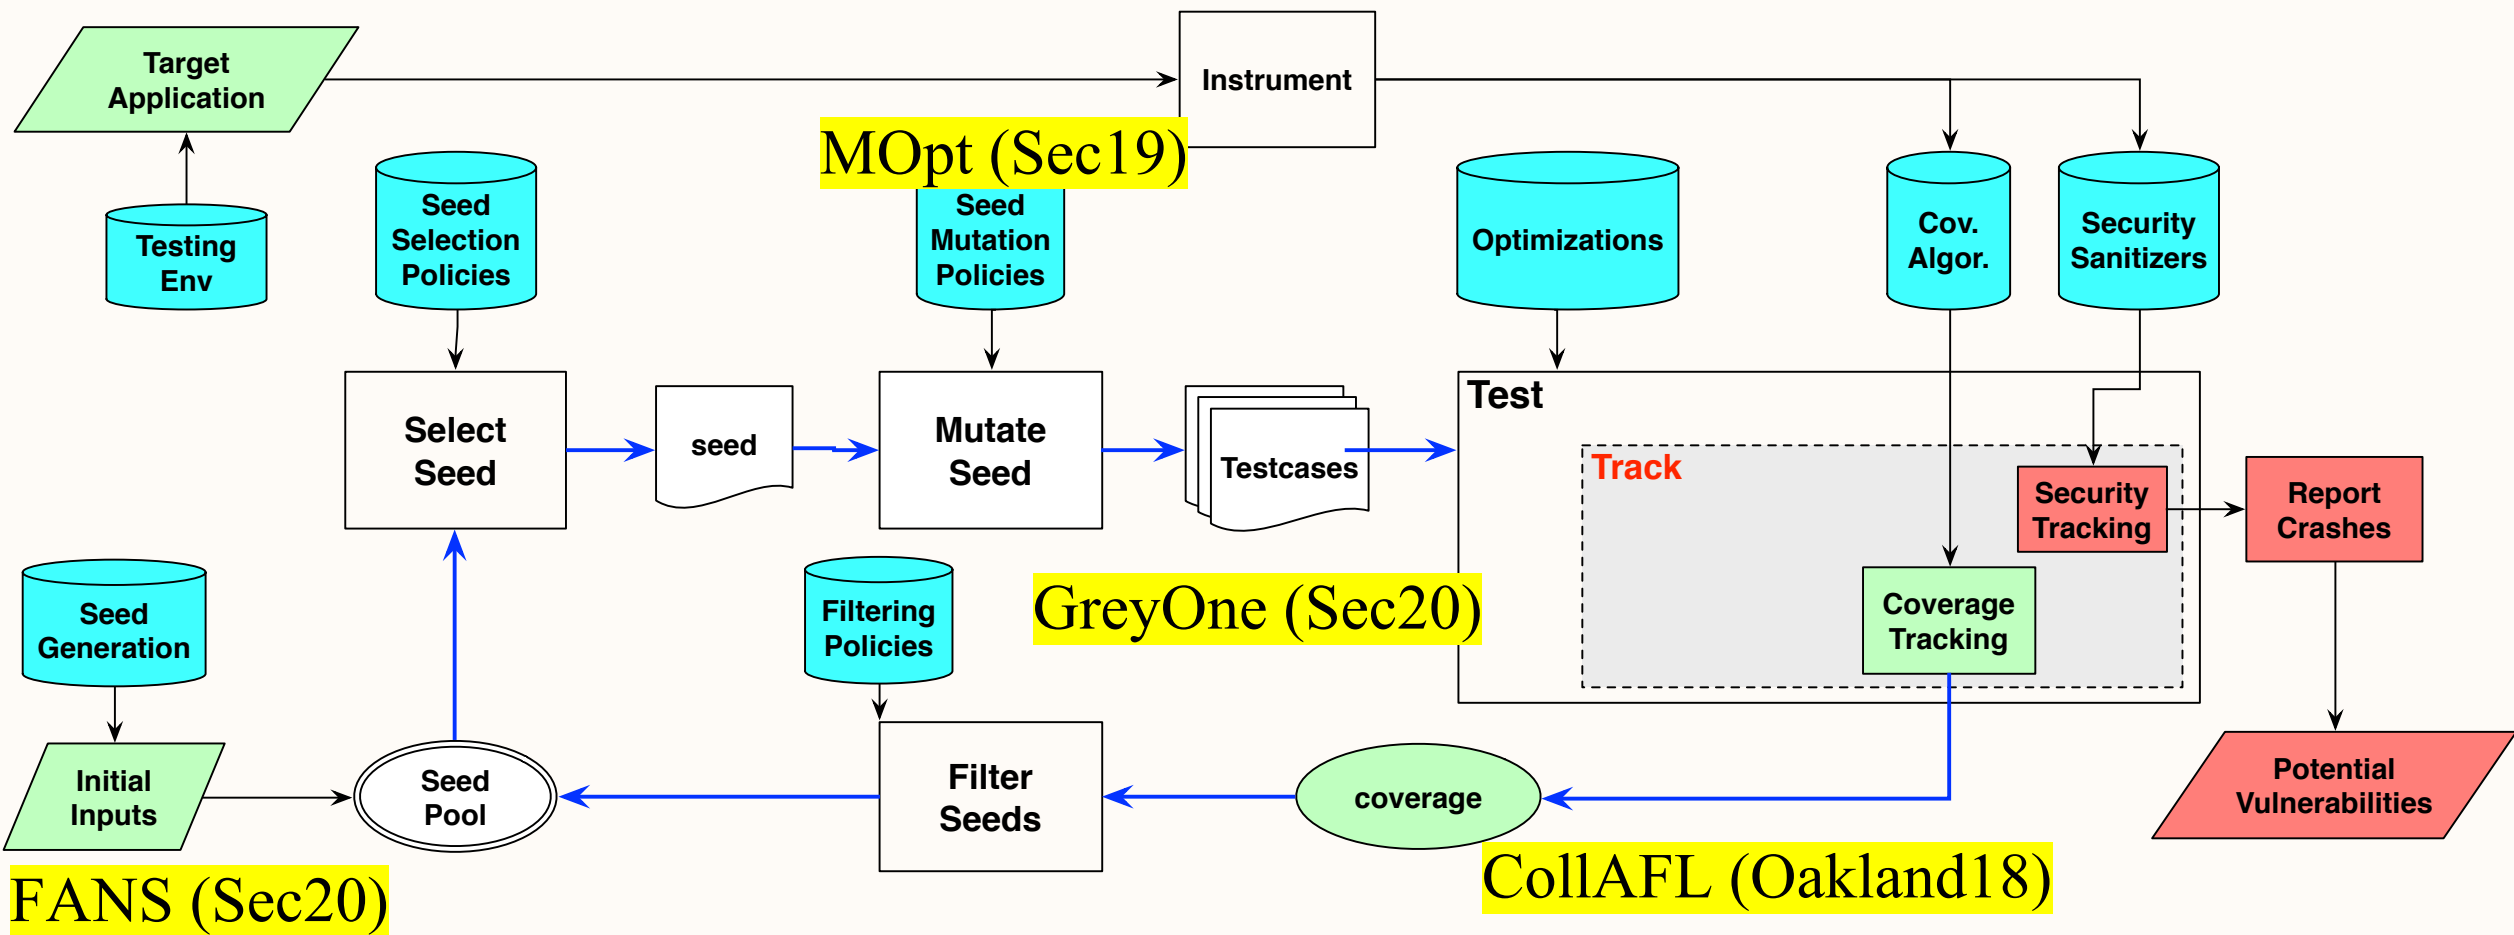 Target
Application
Instrument
MOpt (Sec19)
Testing
Env
Seed
Selection
Policies
Seed
Mutation
Policies
Optimizations
Cov.
Algor.
Security
Sanitizers
Select
Seed
seed
Mutate
Seed
Testcases
Test
Track
Security
Tracking
Report
Crashes
Seed
Generation
Filtering
Policies
GreyOne (Sec20)
Coverage
Tracking
Initial
Inputs
Seed
Pool
Filter
Seeds
coverage
Potential
Vulnerabilities
FANS (Sec20)
CollAFL (Oakland18)